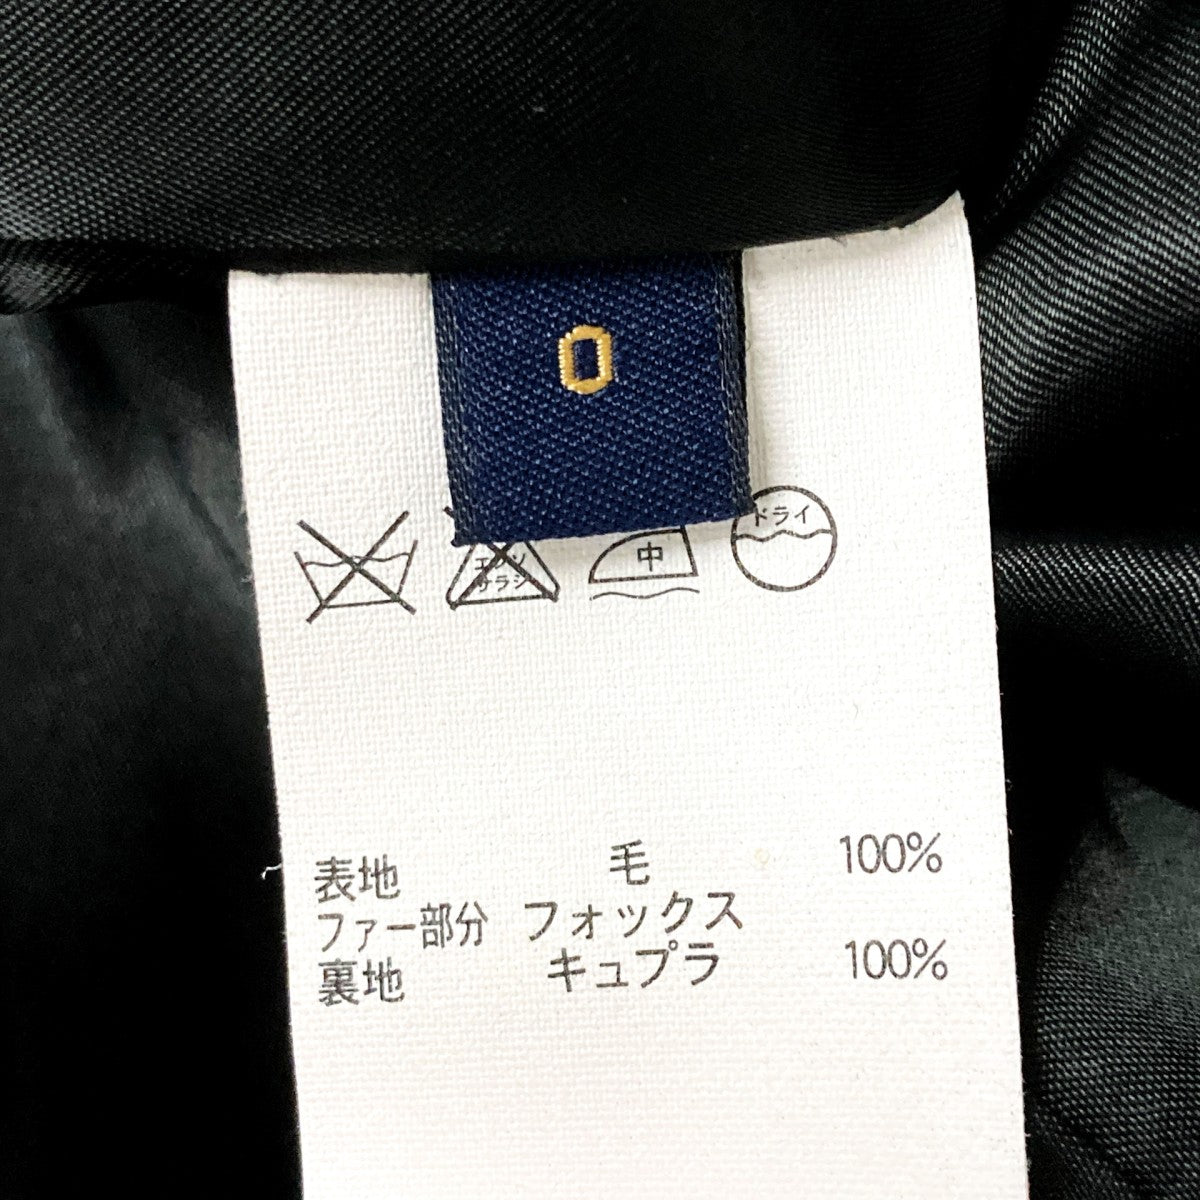 0
エンソ
サラシ
中
ドライ
表地 毛 100%
ファー部分 フォックス
裏地 キュプラ 100%